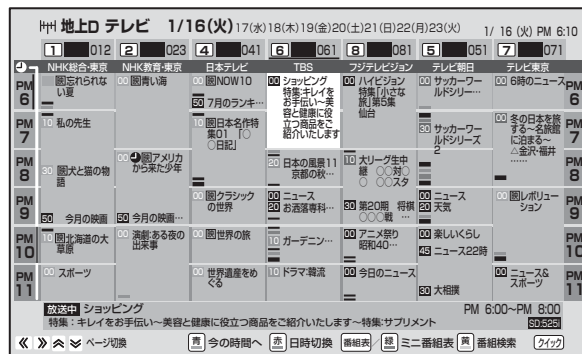 地上D テレビ 1/16(火) 17(水)18(木)19(金)20(土)21(日)22(月)23(火) 1/ 16 (火) PM 6:10
1 012 2 023 4 041 6 061 8 081 5 051 7 071
NHK総合・東京 NHK教育・東京 日本テレビ TBS フジテレビジョン テレビ朝日 テレビ東京
PM 6
00 忘れられない夏
00 青い海
00 NOW10
50 7月のランキ…
00 ショッピング 特集:キレイをお手伝い～美容と健康に役立つ商品をご紹介いたします
00 ハイビジョン特集「小さな旅」第5集 仙台
00 サッカーワールドシリー…
00 6時のニュース
PM 6
PM 7
10 私の先生
10 日本名作特集01 「○○日記」
30 サッカーワールドシリーズ2
00 冬の日本を旅する～名旅館に泊まる～△金沢・福井……
PM 7
PM 8
30 犬と猫の物語
00 アメリカから来た少年
20 日本の風景11 京都の秋…
10 大リーグ生中継 ○○対○○ ○○スタ
PM 8
PM 9
50 今月の映画
50 今月の映画…
00 クラシックの世界
00 ニュース
20 お洒落専科…
30 第20期 将棋○○○戦 …
00 ニュース
20 天気
00 レボリューション
PM 9
PM 10
10 北海道の大草原
00 演劇:ある夜の出来事
00 世界の旅
10 ガーデニン…
00 アニメ祭り昭和40…
00 楽しいくらし
45 ニュース22時
PM 10
PM 11
00 スポーツ
00 世界遺産をめぐる
10 ドラマ:韓流
00 今日のニュース
30 大相撲
00 ニュース&スポーツ
PM 11
放送中 ショッピング PM 6:00～PM 8:00
特集:キレイをお手伝い～美容と健康に役立つ商品をご紹介いたします～特集:サプリメント SD:525i
ページ切換 青 今の時間へ 赤 日時切換 番組表/緑 ミニ番組表 黄 番組検索 クイック